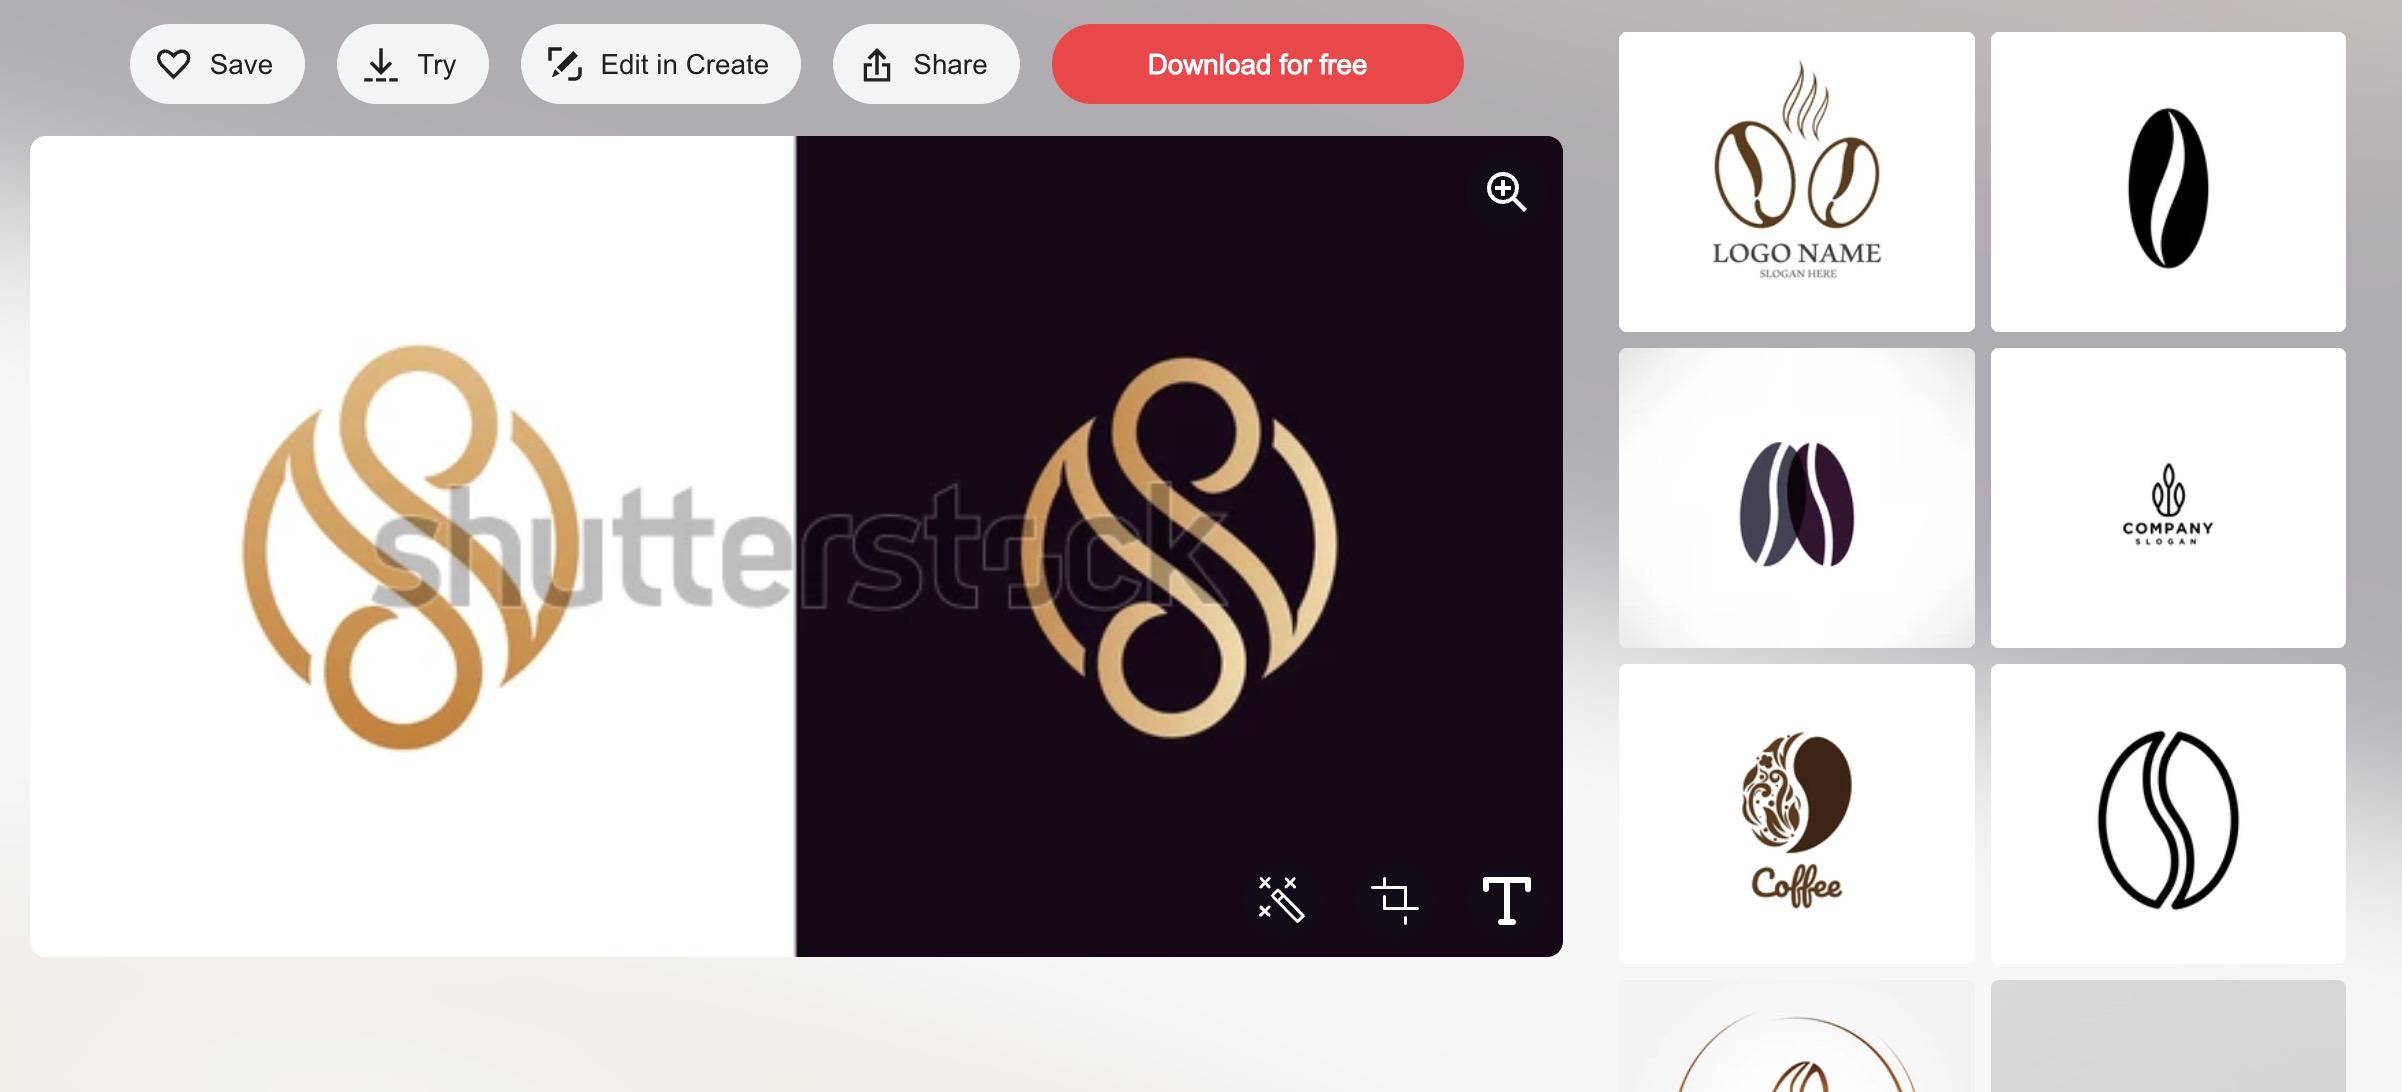 Save
Try
Edit in Create
Share
Download for free
shutterstock
LOGO NAME
SLOGAN HERE
COMPANY
SLOGAN
Coffee